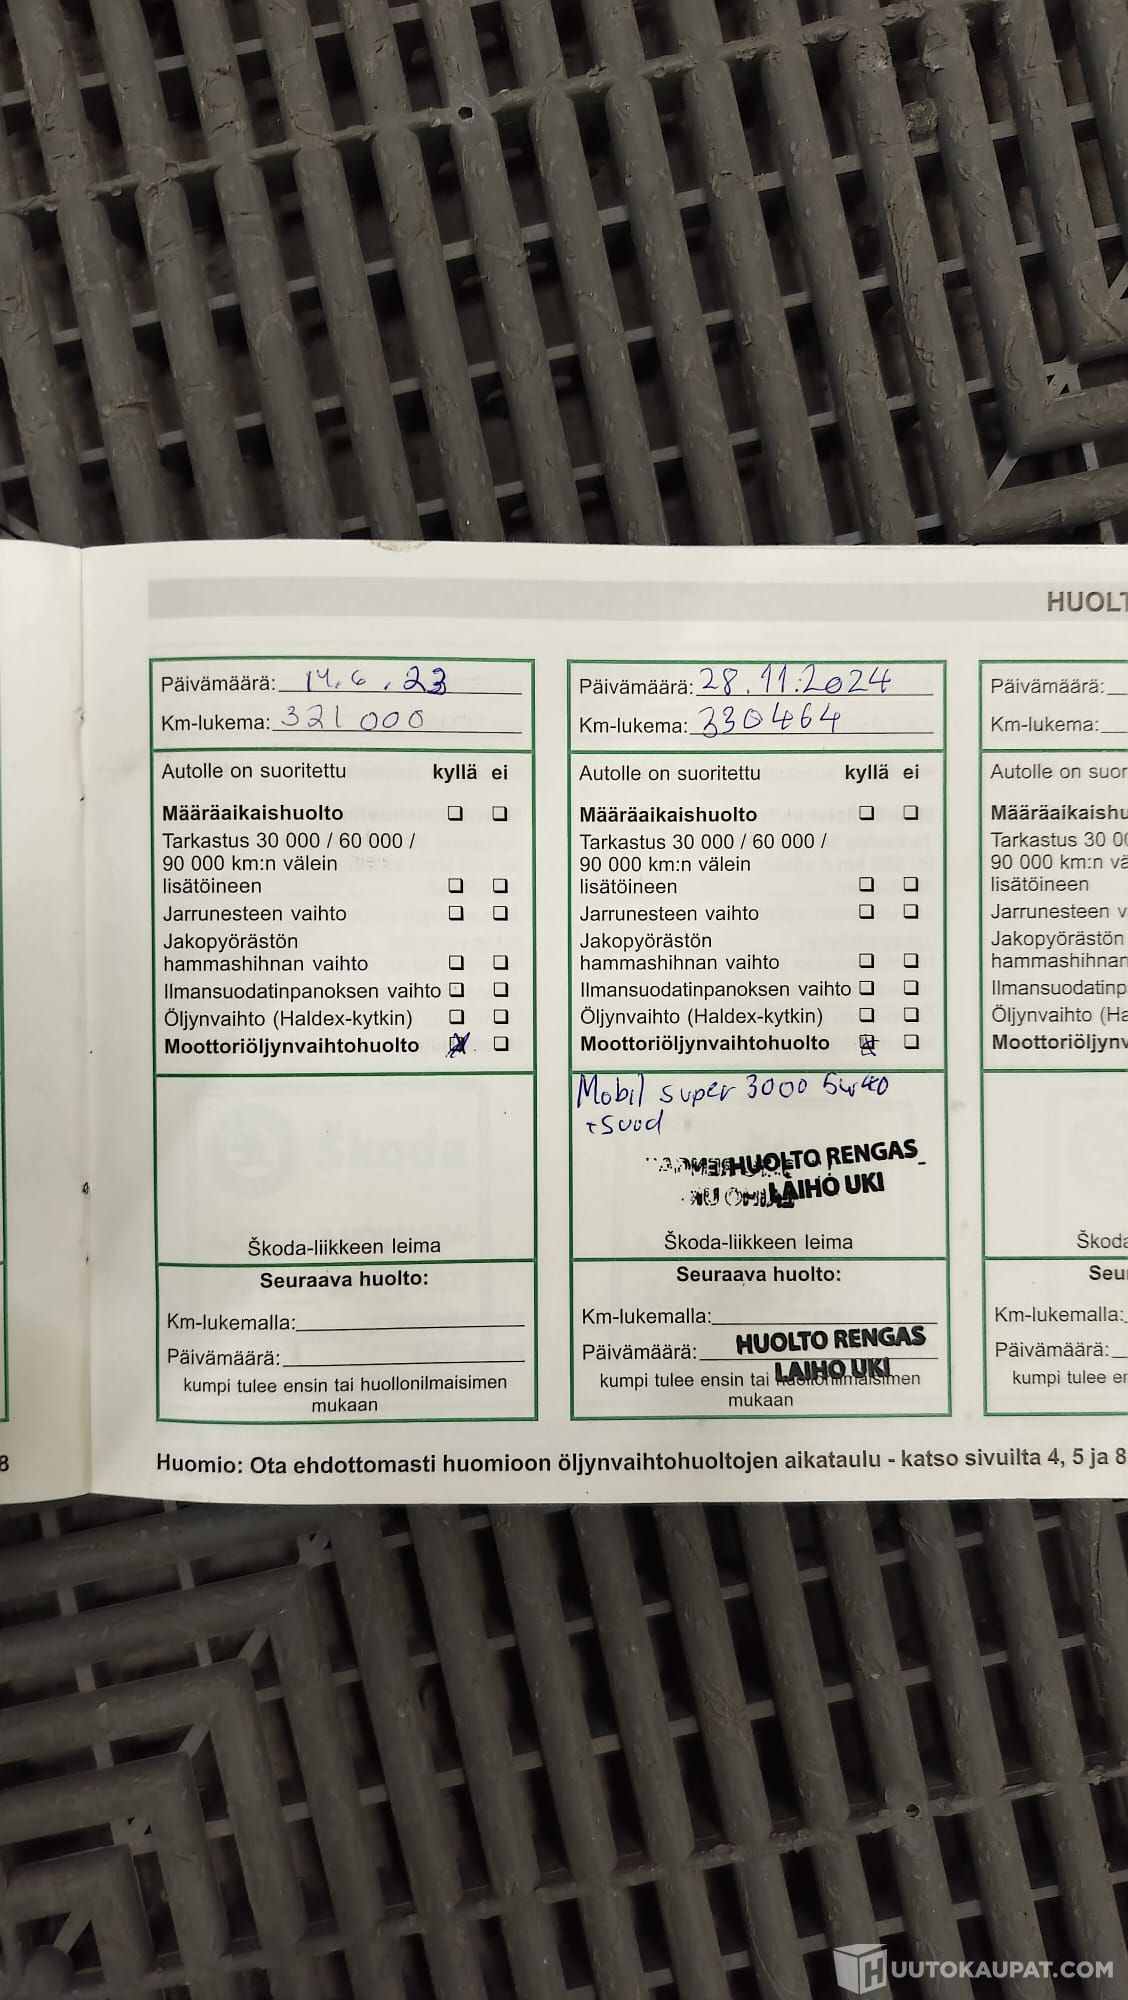 HUOLT
Päivämäärä: 14.6.23
Km-lukema: 321 000
Autolle on suoritettu kyllä ei
Määräaikaishuolto
Tarkastus 30 000 / 60 000 /
90 000 km:n välein
lisätöineen
Jarrunesteen vaihto
Jakopyörästön
hammashihnan vaihto
Ilmansuodatinpanoksen vaihto
Öljynvaihto (Haldex-kytkin)
Moottoriöljynvaihtohuolto
Škoda-liikkeen leima
Seuraava huolto:
Km-lukemalla:
Päivämäärä:
kumpi tulee ensin tai huollonilmaisimen
mukaan
Päivämäärä: 28.11.2024
Km-lukema: 330464
Autolle on suoritettu kyllä ei
Määräaikaishuolto
Tarkastus 30 000 / 60 000 /
90 000 km:n välein
lisätöineen
Jarrunesteen vaihto
Jakopyörästön
hammashihnan vaihto
Ilmansuodatinpanoksen vaihto
Öljynvaihto (Haldex-kytkin)
Moottoriöljynvaihtohuolto
Mobil super 3000 5w40
+suod
HUOLTO RENGAS
LAIHO UKI
Škoda-liikkeen leima
Seuraava huolto:
Km-lukemalla:
Päivämäärä:
HUOLTO RENGAS
LAIHO UKI
kumpi tulee ensin tai huollonilmaisimen
mukaan
Päivämäärä:
Km-lukema:
Autolle on suor
Määräaikaishu
Tarkastus 30 00
90 000 km:n vä
lisätöineen
Jarrunesteen v
Jakopyörästön
hammashihnan
Ilmansuodatinp
Öljynvaihto (Ha
Moottoriöljynv
Škoda
Seu
Km-lukemalla:
Päivämäärä:
kumpi tulee en
8
Huomio: Ota ehdottomasti huomioon öljynvaihtohuoltojen aikataulu - katso sivuilta 4, 5 ja 8
HUUTOKAUPAT.COM